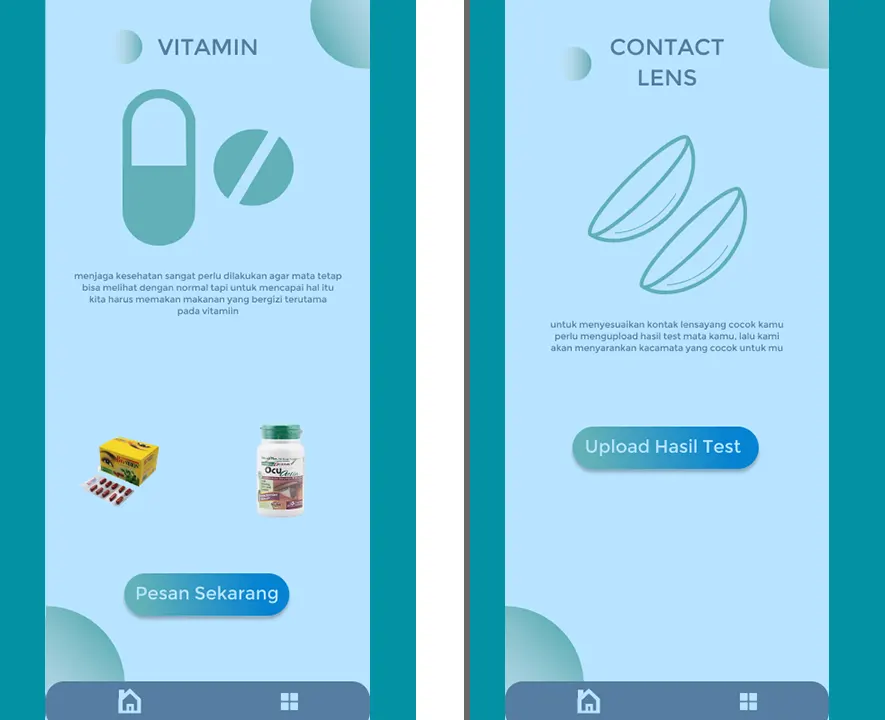 VITAMIN
menjaga kesehatan sangat perlu dilakukan agar mata tetap
bisa melihat dengan normal tapi untuk mencapai hal itu
kita harus memakan makanan yang bergizi terutama
pada vitamiin
Ocu
Pesan Sekarang
CONTACT
LENS
untuk menyesuaikan kontak lensayang cocok kamu
perlu mengupload hasil test mata kamu, lalu kami
akan menyarankan kacamata yang cocok untuk mu
Upload Hasil Test